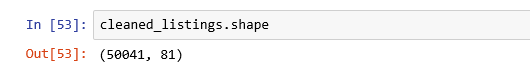 In [53]: cleaned_listings.shape
Out[53]: (50041, 81)